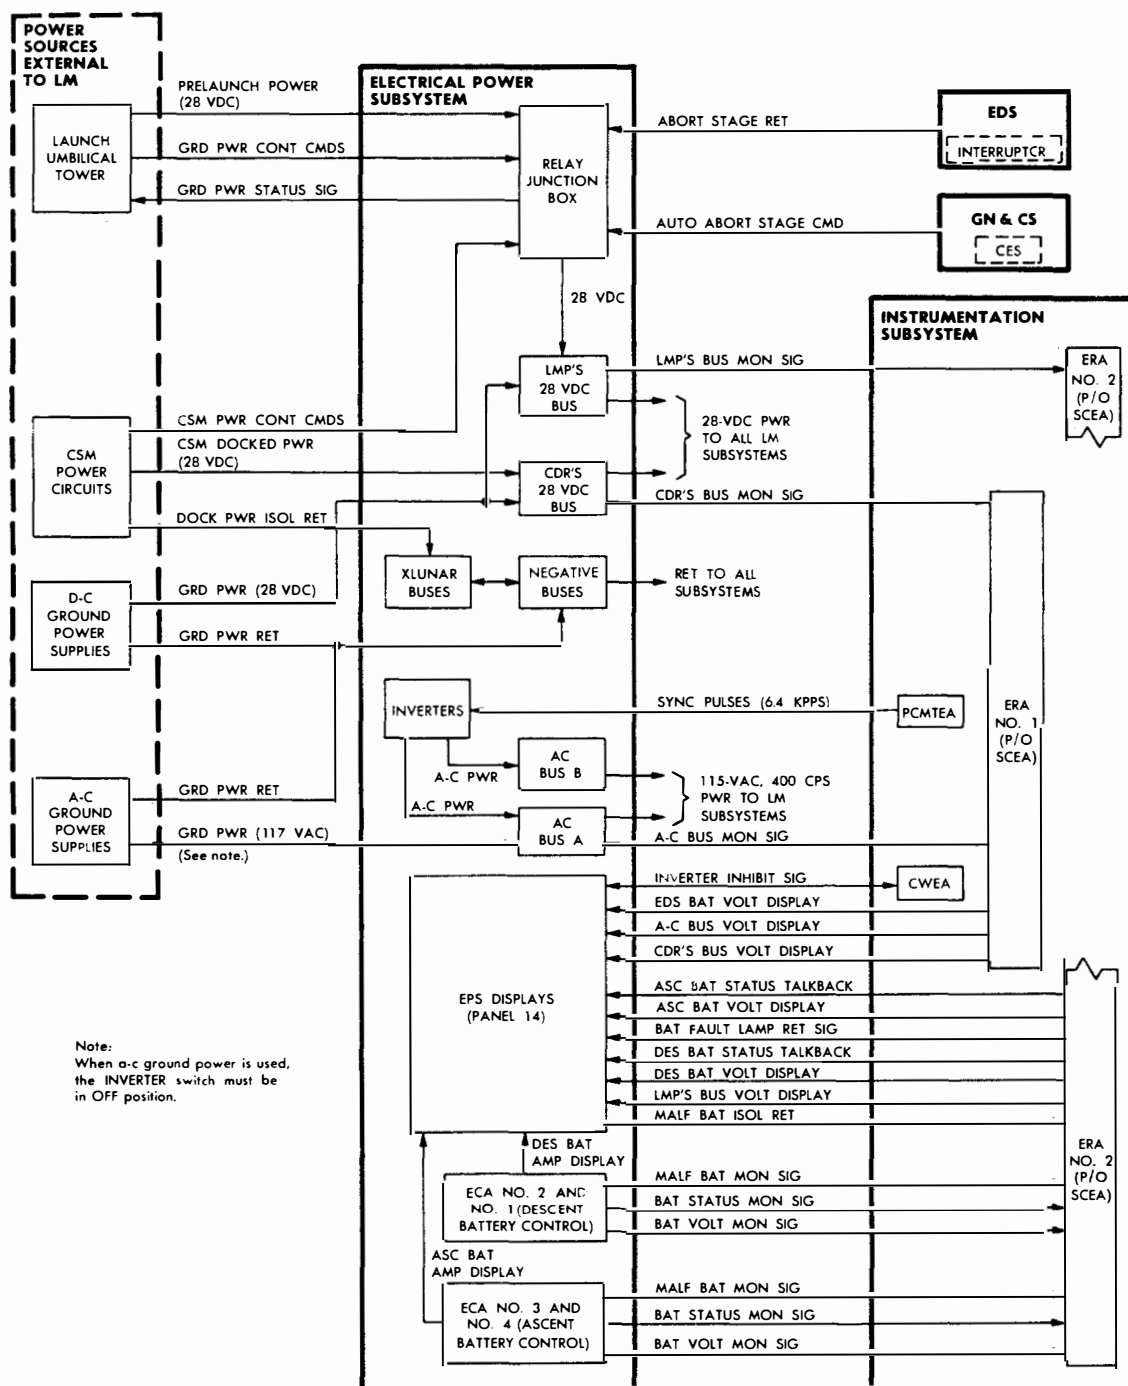 POWER
SOURCES
EXTERNAL
TO LM
LAUNCH
UMBILICAL
TOWER
PRELAUNCH POWER
(28 VDC)
GRD PWR CONT CMDS
GRD PWR STATUS SIG
ELECTRICAL POWER
SUBSYSTEM
RELAY
JUNCTION
BOX
ABORT STAGE RET
EDS
INTERRUPTCR
AUTO ABORT STAGE CMD
GN & CS
CES
28 VDC
INSTRUMENTATION
SUBSYSTEM
LMP'S
28 VDC
BUS
LMP'S BUS MON SIG
ERA
NO. 2
(P/O
SCEA)
28-VDC PWR
TO ALL LM
SUBSYSTEMS
CSM
POWER
CIRCUITS
CSM PWR CONT CMDS
CSM DOCKED PWR
(28 VDC)
DOCK PWR ISOL RET
CDR'S
28 VDC
BUS
CDR'S BUS MON SIG
XLUNAR
BUSES
NEGATIVE
BUSES
RET TO ALL
SUBSYSTEMS
D-C
GROUND
POWER
SUPPLIES
GRD PWR (28 VDC)
GRD PWR RET
INVERTERS
SYNC PULSES (6.4 KPPS)
PCMTEA
ERA
NO. 1
(P/O
SCEA)
A-C PWR
AC
BUS B
115-VAC, 400 CPS
PWR TO LM
SUBSYSTEMS
A-C PWR
AC
BUS A
A-C BUS MON SIG
A-C
GROUND
POWER
SUPPLIES
GRD PWR RET
GRD PWR (117 VAC)
(See note.)
INVERTER INHIBIT SIG
CWEA
EDS BAT VOLT DISPLAY
A-C BUS VOLT DISPLAY
CDR'S BUS VOLT DISPLAY
EPS DISPLAYS
(PANEL 14)
ASC BAT STATUS TALKBACK
ASC BAT VOLT DISPLAY
BAT FAULT LAMP RET SIG
DES BAT STATUS TALKBACK
DES BAT VOLT DISPLAY
LMP'S BUS VOLT DISPLAY
MALF BAT ISOL RET
Note:
When a-c ground power is used,
the INVERTER switch must be
in OFF position.
DES BAT
AMP DISPLAY
ERA
NO. 2
(P/O
SCEA)
ECA NO. 2 AND
NO. 1 (DESCENT
BATTERY CONTROL)
MALF BAT MON SIG
BAT STATUS MON SIG
BAT VOLT MON SIG
ASC BAT
AMP DISPLAY
ECA NO. 3 AND
NO. 4 (ASCENT
BATTERY CONTROL)
MALF BAT MON SIG
BAT STATUS MON SIG
BAT VOLT MON SIG